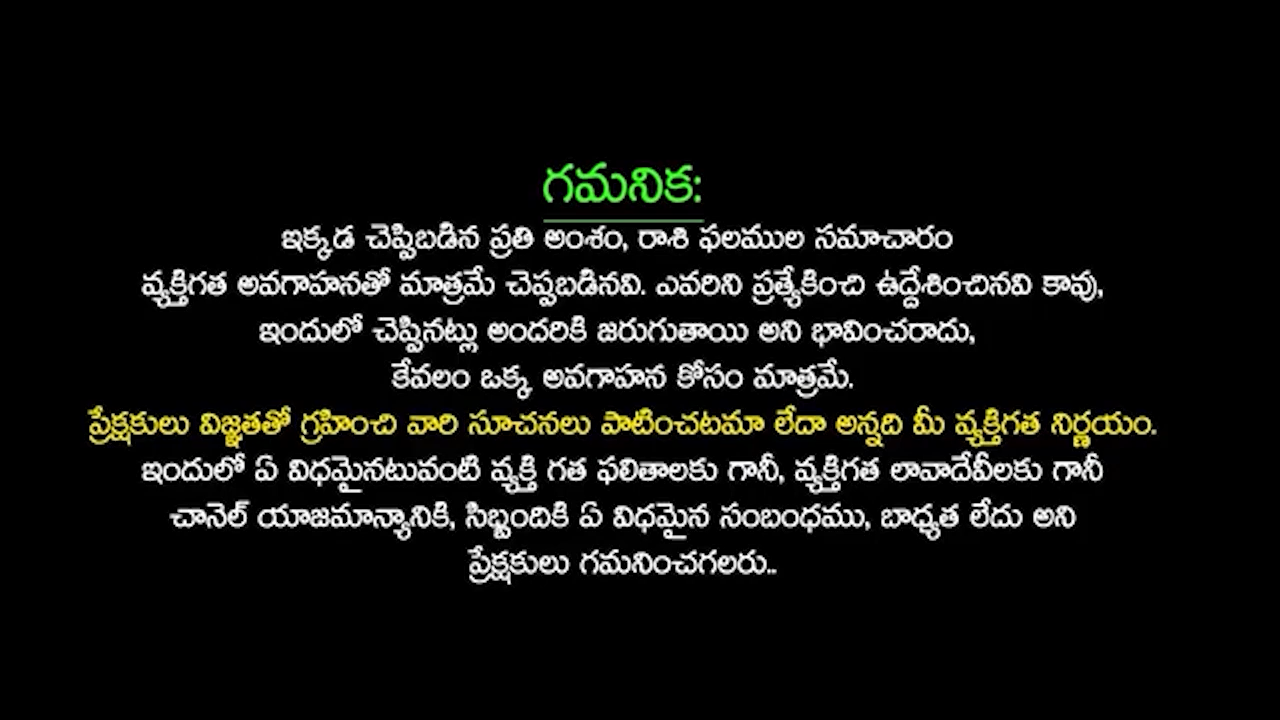 గమనిక:
ఇక్కడ చెప్పిబడిన ప్రతి అంశం, రాశి ఫలముల సమాచారం
వ్యక్తిగత అవగాహనతో మాత్రమే చెప్పబడినవి. ఎవరిని ప్రత్యేకించి ఉద్దేశించినవి కావు,
ఇందులో చెప్పినట్లు అందరికి జరుగుతాయి అని భావించరాదు,
కేవలం ఒక్క అవగాహన కోసం మాత్రమే.
ప్రేక్షకులు విజ్ఞతతో గ్రహించి వారి సూచనలు పాటించటమా లేదా అన్నది మీ వ్యక్తిగత నిర్ణయం.
ఇందులో ఏ విధమైనటువంటి వ్యక్తి గత ఫలితాలకు గానీ, వ్యక్తిగత లావాదేవీలకు గానీ
చానెల్ యాజమాన్యానికి, సిబ్బందికి ఏ విధమైన సంబంధము, బాధ్యత లేదు అని
ప్రేక్షకులు గమనించగలరు..